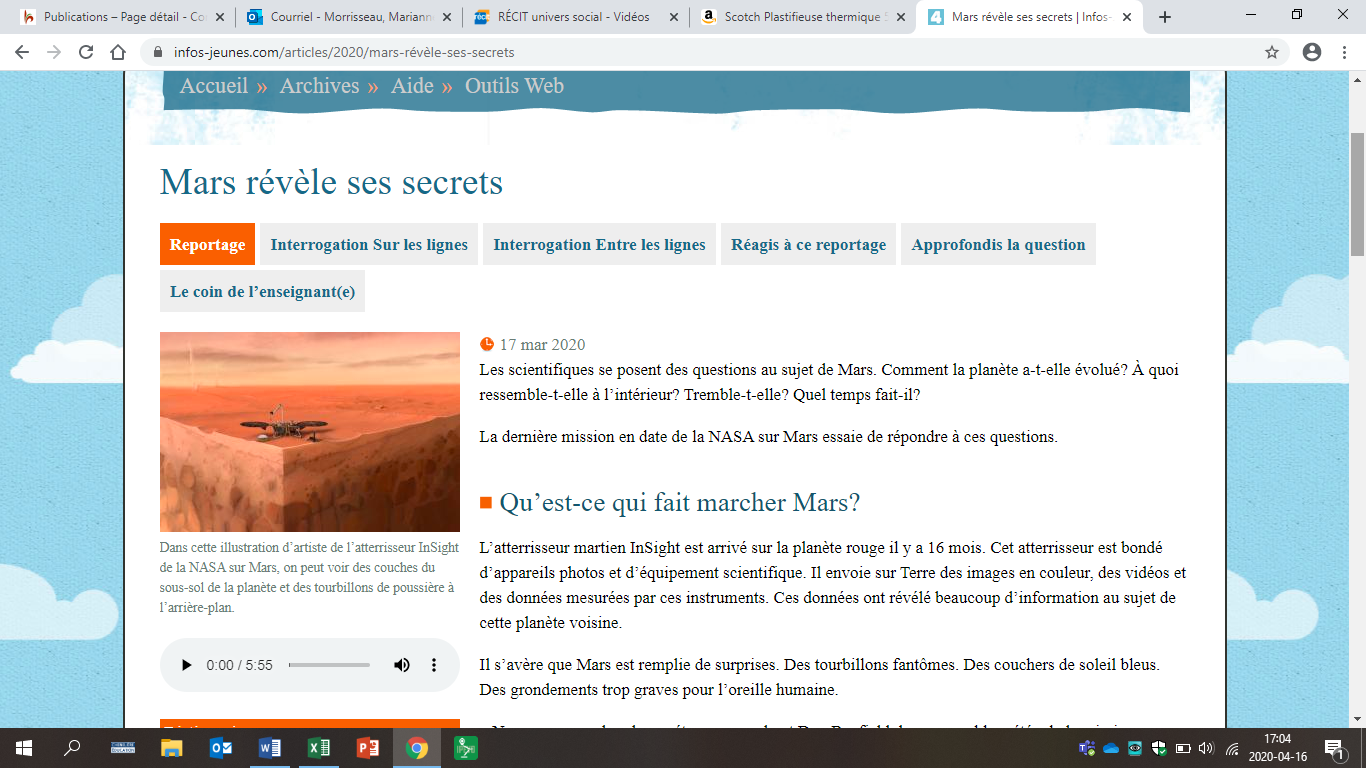 Publications – Page détail - Co
Courriel - Morrisseau, Mariann
RÉCIT univers social - Vidéos
Scotch Plastifieuse thermique
Mars révèle ses secrets | Infos-
infos-jeunes.com/articles/2020/mars-révèle-ses-secrets
Accueil » Archives » Aide » Outils Web
Mars révèle ses secrets
Reportage
Interrogation Sur les lignes
Interrogation Entre les lignes
Réagis à ce reportage
Approfondis la question
Le coin de l’enseignant(e)
Dans cette illustration d’artiste de l’atterrisseur InSight
de la NASA sur Mars, on peut voir des couches du
sous-sol de la planète et des tourbillons de poussière à
l’arrière-plan.
0:00 / 5:55
17 mar 2020
Les scientifiques se posent des questions au sujet de Mars. Comment la planète a-t-elle évolué? À quoi
ressemble-t-elle à l’intérieur? Tremble-t-elle? Quel temps fait-il?
La dernière mission en date de la NASA sur Mars essaie de répondre à ces questions.
Qu’est-ce qui fait marcher Mars?
L’atterrisseur martien InSight est arrivé sur la planète rouge il y a 16 mois. Cet atterrisseur est bondé
d’appareils photos et d’équipement scientifique. Il envoie sur Terre des images en couleur, des vidéos et
des données mesurées par ces instruments. Ces données ont révélé beaucoup d’information au sujet de
cette planète voisine.
Il s’avère que Mars est remplie de surprises. Des tourbillons fantômes. Des couchers de soleil bleus.
Des grondements trop graves pour l’oreille humaine.
17:04
2020-04-16
1